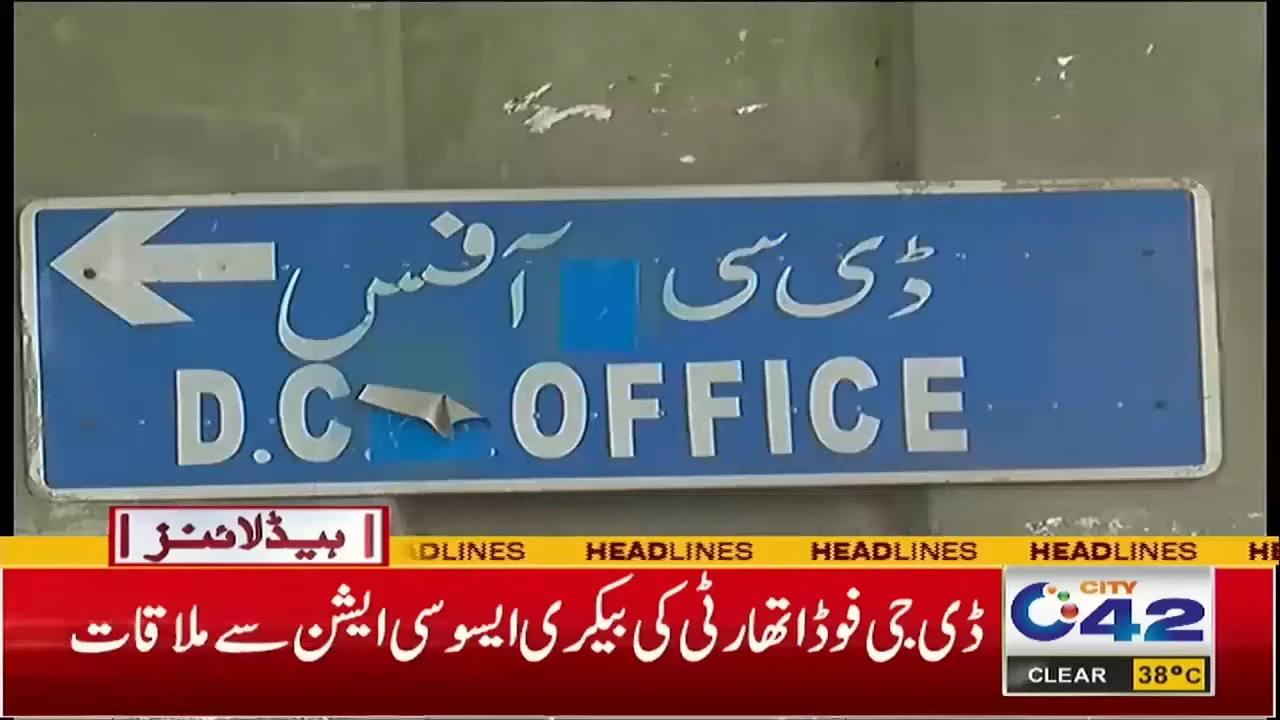 ڈی سی آفس
D.C. OFFICE
ہیڈلائنز
DLINES HEADLINES HEADLINES HEADLINES H
ڈی جی فوڈ اتھارٹی کی بیکری ایسوسی ایشن سے ملاقات
CITY
42
CLEAR 38°C